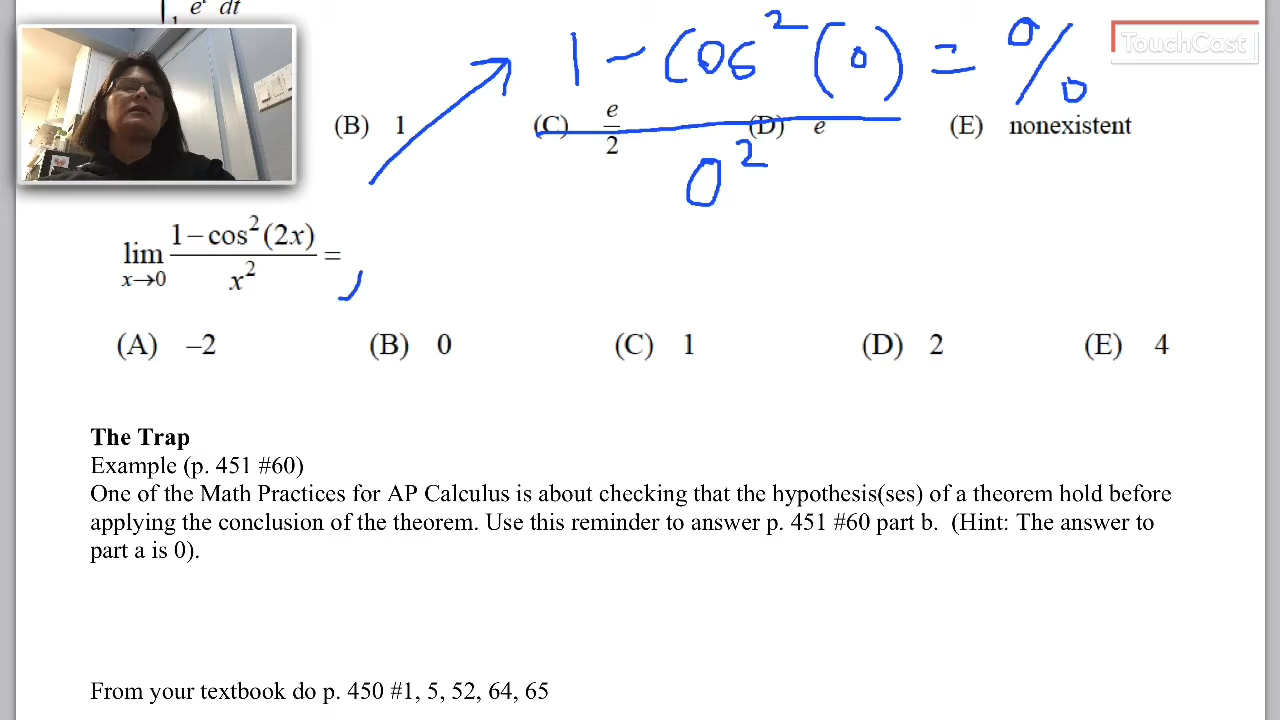 e^t dt
1
1 - Cos²(0) = 0/0
0²
TouchCast
(B) 1 (C) e/2 (D) e (E) nonexistent
lim x→0 1−cos²(2x) / x² =
(A) –2 (B) 0 (C) 1 (D) 2 (E) 4
The Trap
Example (p. 451 #60)
One of the Math Practices for AP Calculus is about checking that the hypothesis(ses) of a theorem hold before
applying the conclusion of the theorem. Use this reminder to answer p. 451 #60 part b. (Hint: The answer to
part a is 0).
From your textbook do p. 450 #1, 5, 52, 64, 65